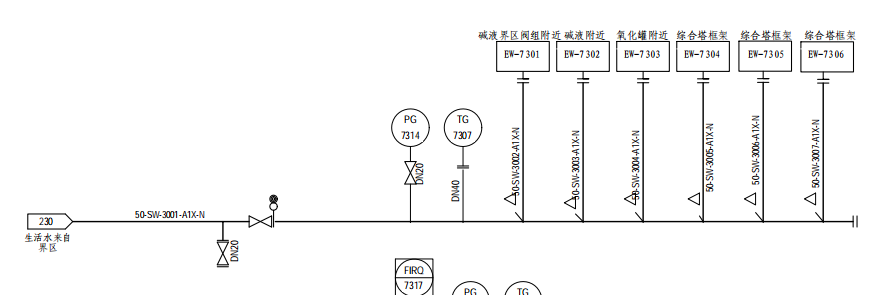 碱液界区阀组附近 碱液附近 氧化罐附近 综合塔框架 综合塔框架 综合塔框架
EW-7301 EW-7302 EW-7303 EW-7304 EW-7305 EW-7306
PG TG
7314 7307
DN20
DN40
50-SW-3002-A1X-N
50-SW-3003-A1X-N
50-SW-3004-A1X-N
50-SW-3005-A1X-N
50-SW-3006-A1X-N
50-SW-3007-A1X-N
50-SW-3001-A1X-N
230
生活水来自
界区
DN20
FIRQ
7317
PG TG